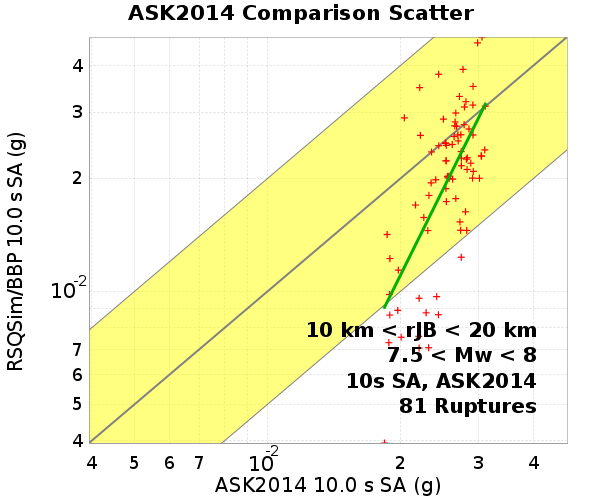 ASK2014 Comparison Scatter
RSQSim/BBP 10.0 s SA (g)
4
3
2
10-2
7
6
5
4
10 km < rJB < 20 km
7.5 < Mw < 8
10s SA, ASK2014
81 Ruptures
4 5 6 7 10-2 2 3 4
ASK2014 10.0 s SA (g)